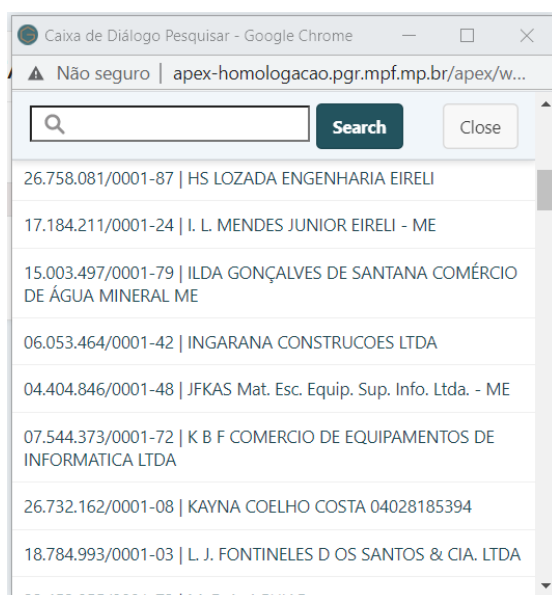 Caixa de Diálogo Pesquisar - Google Chrome
Não seguro | apex-homologacao.pgr.mpf.mp.br/apex/w...
Search Close
26.758.081/0001-87 | HS LOZADA ENGENHARIA EIRELI
17.184.211/0001-24 | I. L. MENDES JUNIOR EIRELI - ME
15.003.497/0001-79 | ILDA GONÇALVES DE SANTANA COMÉRCIO
DE ÁGUA MINERAL ME
06.053.464/0001-42 | INGARANA CONSTRUCOES LTDA
04.404.846/0001-48 | JFKAS Mat. Esc. Equip. Sup. Info. Ltda. - ME
07.544.373/0001-72 | K B F COMERCIO DE EQUIPAMENTOS DE
INFORMATICA LTDA
26.732.162/0001-08 | KAYNA COELHO COSTA 04028185394
18.784.993/0001-03 | L. J. FONTINELES D OS SANTOS & CIA. LTDA